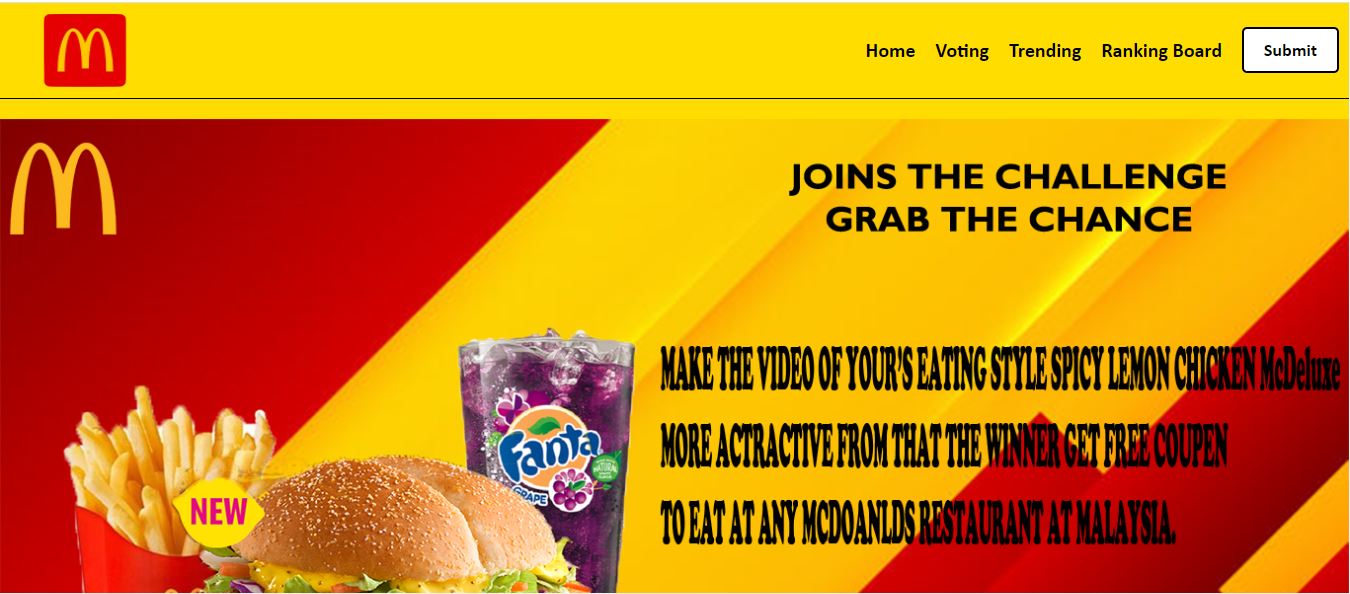 M
Home
Voting
Trending
Ranking Board
Submit
M
JOINS THE CHALLENGE
GRAB THE CHANCE
MAKE THE VIDEO OF YOUR'S EATING STYLE SPICY LEMON CHICKEN McDeluxe
MORE ACTRACTIVE FROM THAT THE WINNER GET FREE COUPEN
TO EAT AT ANY MCDOANLDS RESTAURANT AT MALAYSIA.
NEW
Fanta
GRAPE